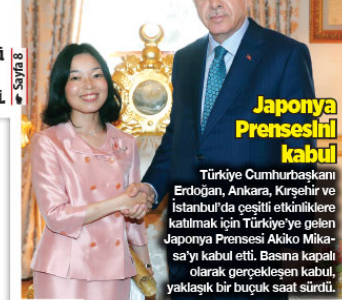 Sayfa 8
Japonya
Prensesini
kabul
Türkiye Cumhurbaşkanı
Erdoğan, Ankara, Kırşehir ve
İstanbul'da çeşitli etkinliklere
katılmak için Türkiye'ye gelen
Japonya Prensesi Akiko Mika-
sa'yı kabul etti. Basına kapalı
olarak gerçekleşen kabul,
yaklaşık bir buçuk saat sürdü.